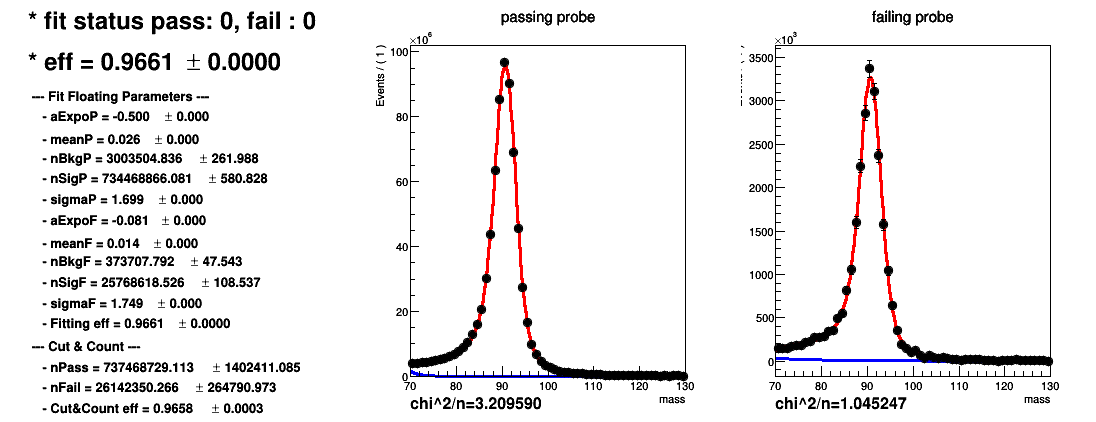 * fit status pass: 0, fail : 0
* eff = 0.9661 ± 0.0000
--- Fit Floating Parameters ---
- aExpoP = -0.500 ± 0.000
- meanP = 0.026 ± 0.000
- nBkgP = 3003504.836 ± 261.988
- nSigP = 734468866.081 ± 580.828
- sigmaP = 1.699 ± 0.000
- aExpoF = -0.081 ± 0.000
- meanF = 0.014 ± 0.000
- nBkgF = 373707.792 ± 47.543
- nSigF = 25768618.526 ± 108.537
- sigmaF = 1.749 ± 0.000
- Fitting eff = 0.9661 ± 0.0000
--- Cut & Count ---
- nPass = 737468729.113 ± 1402411.085
- nFail = 26142350.266 ± 264790.973
- Cut&Count eff = 0.9658 ± 0.0003
passing probe
×10^6
Events / ( 1 )
100
80
60
40
20
0
70 80 90 100 110 120 130
mass
chi^2/n=3.209590
failing probe
×10^3
3500
3000
2500
2000
1500
1000
500
0
70 80 90 100 110 120 130
mass
chi^2/n=1.045247